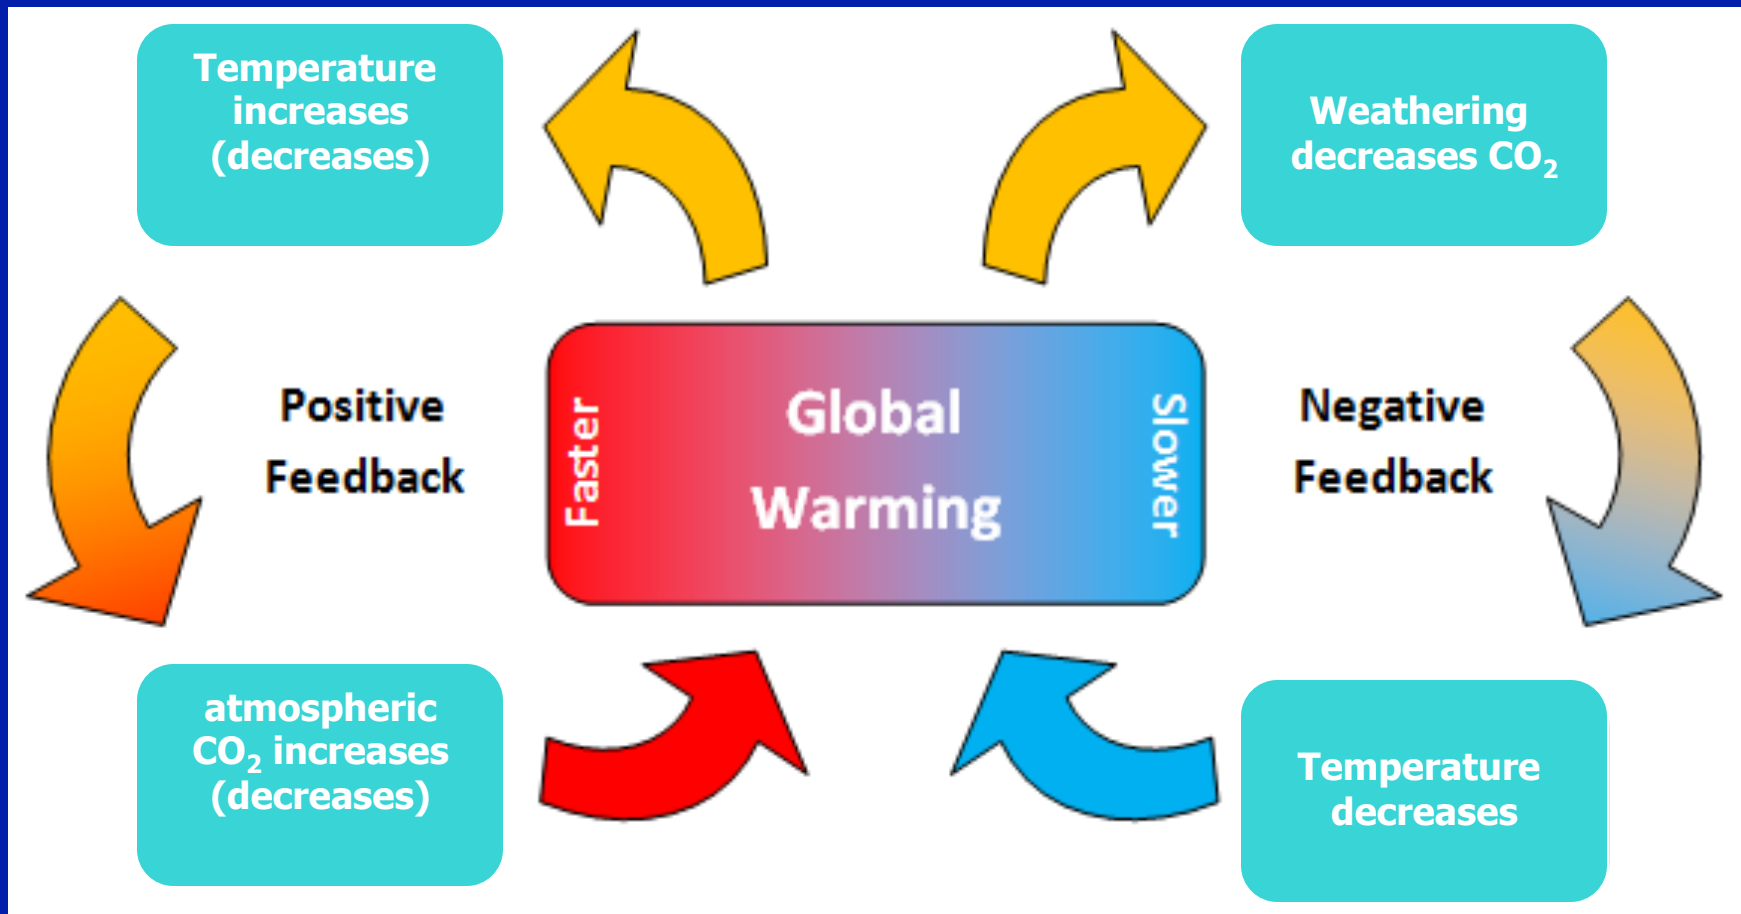 Temperature
increases
(decreases)
Weathering
decreases CO₂
Positive
Feedback
Faster
Global
Warming
Slower
Negative
Feedback
atmospheric
CO₂ increases
(decreases)
Temperature
decreases